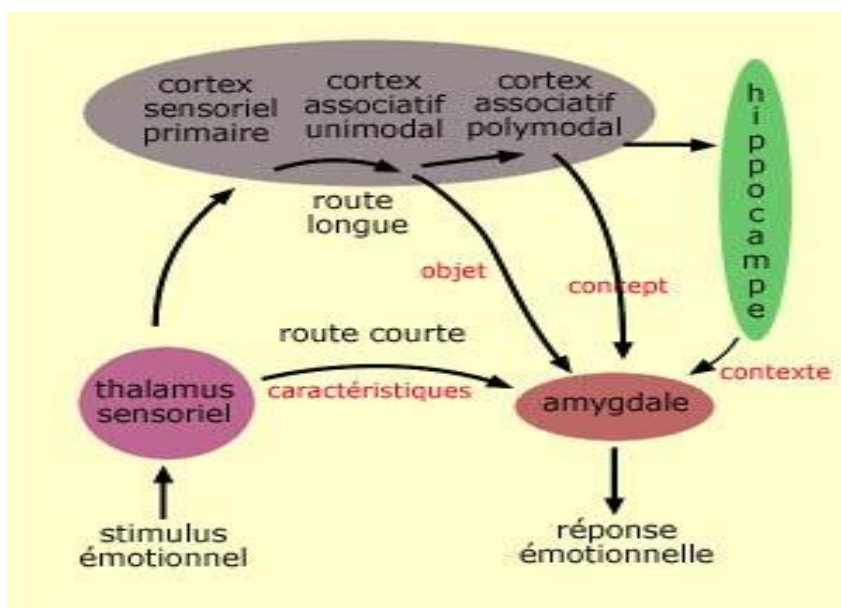 cortex
sensoriel
primaire
cortex
associatif
unimodal
cortex
associatif
polymodal
hippocampe
route
longue
objet
concept
route courte
caractéristiques
contexte
thalamus
sensoriel
amygdale
stimulus
émotionnel
réponse
émotionnelle